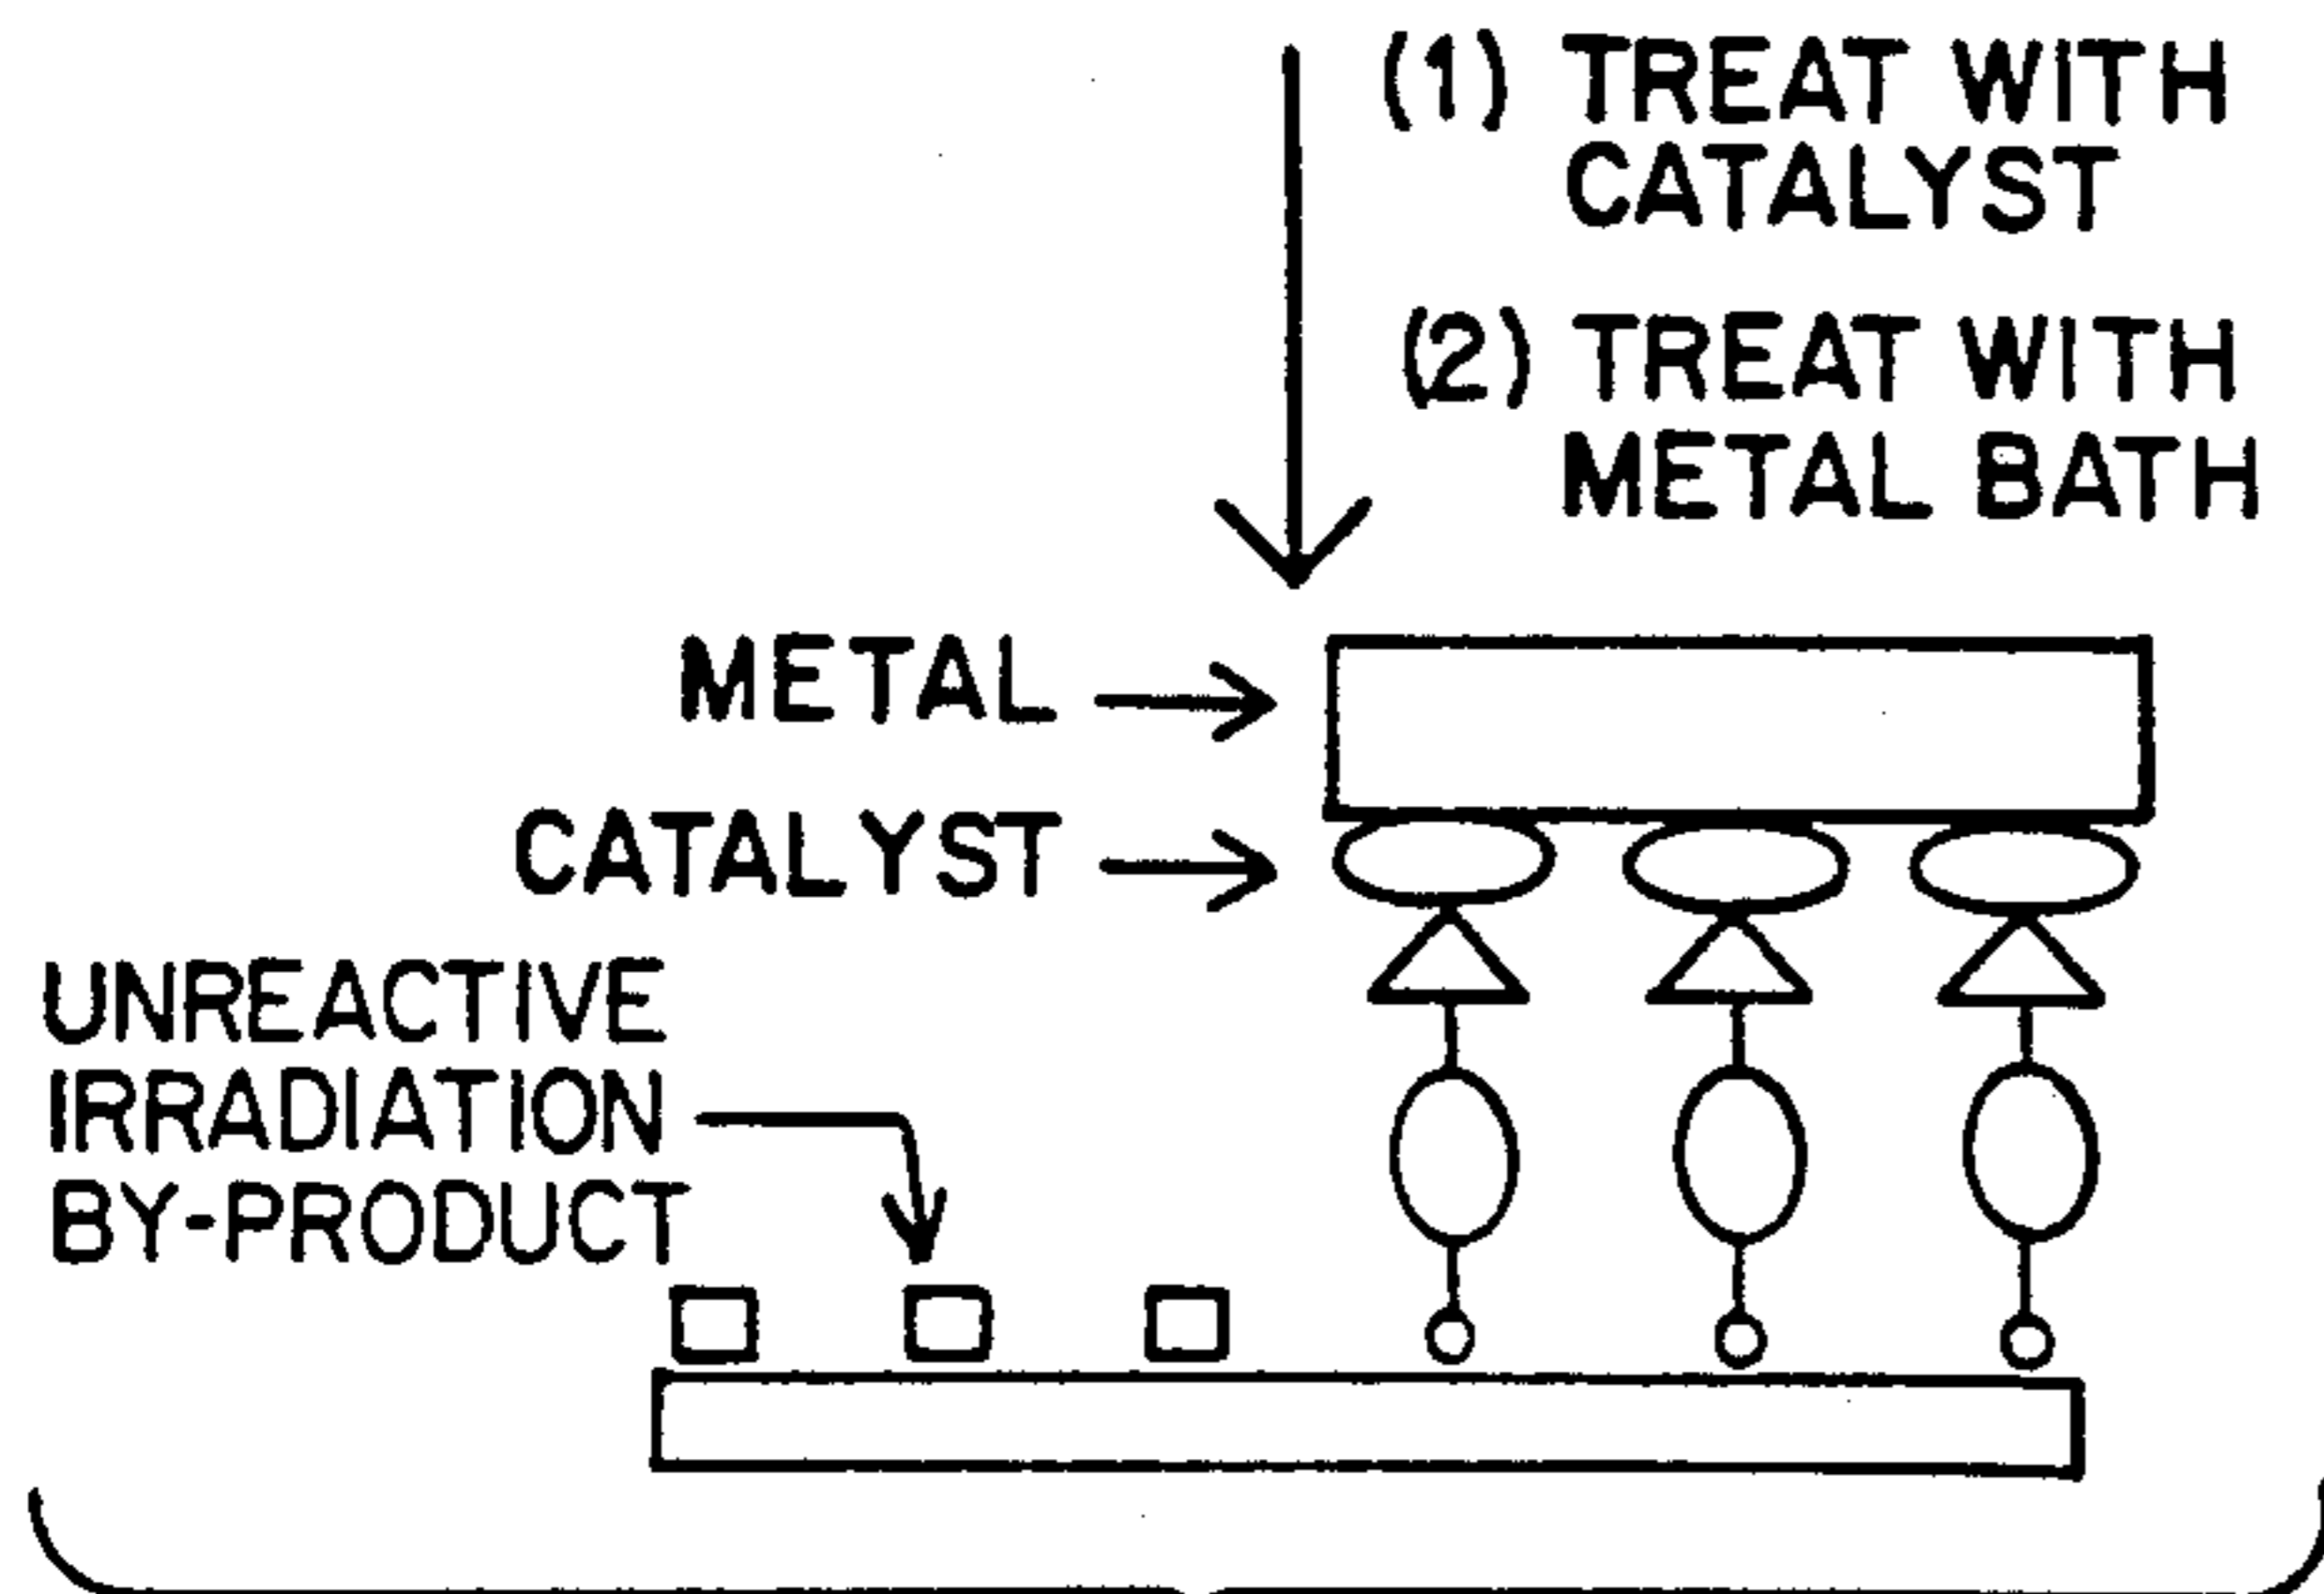 (1) TREAT WITH
CATALYST
(2) TREAT WITH
METAL BATH
METAL
CATALYST
UNREACTIVE
IRRADIATION
BY-PRODUCT